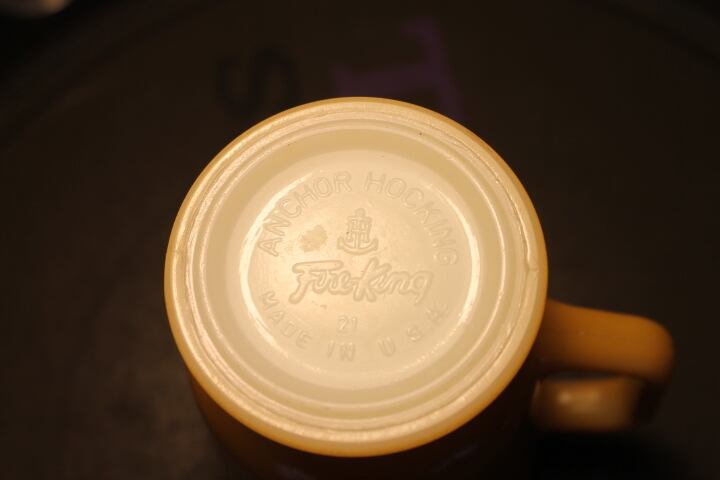 S T
ANCHOR HOCKING
Fire-King
21
MADE IN U.S.A.